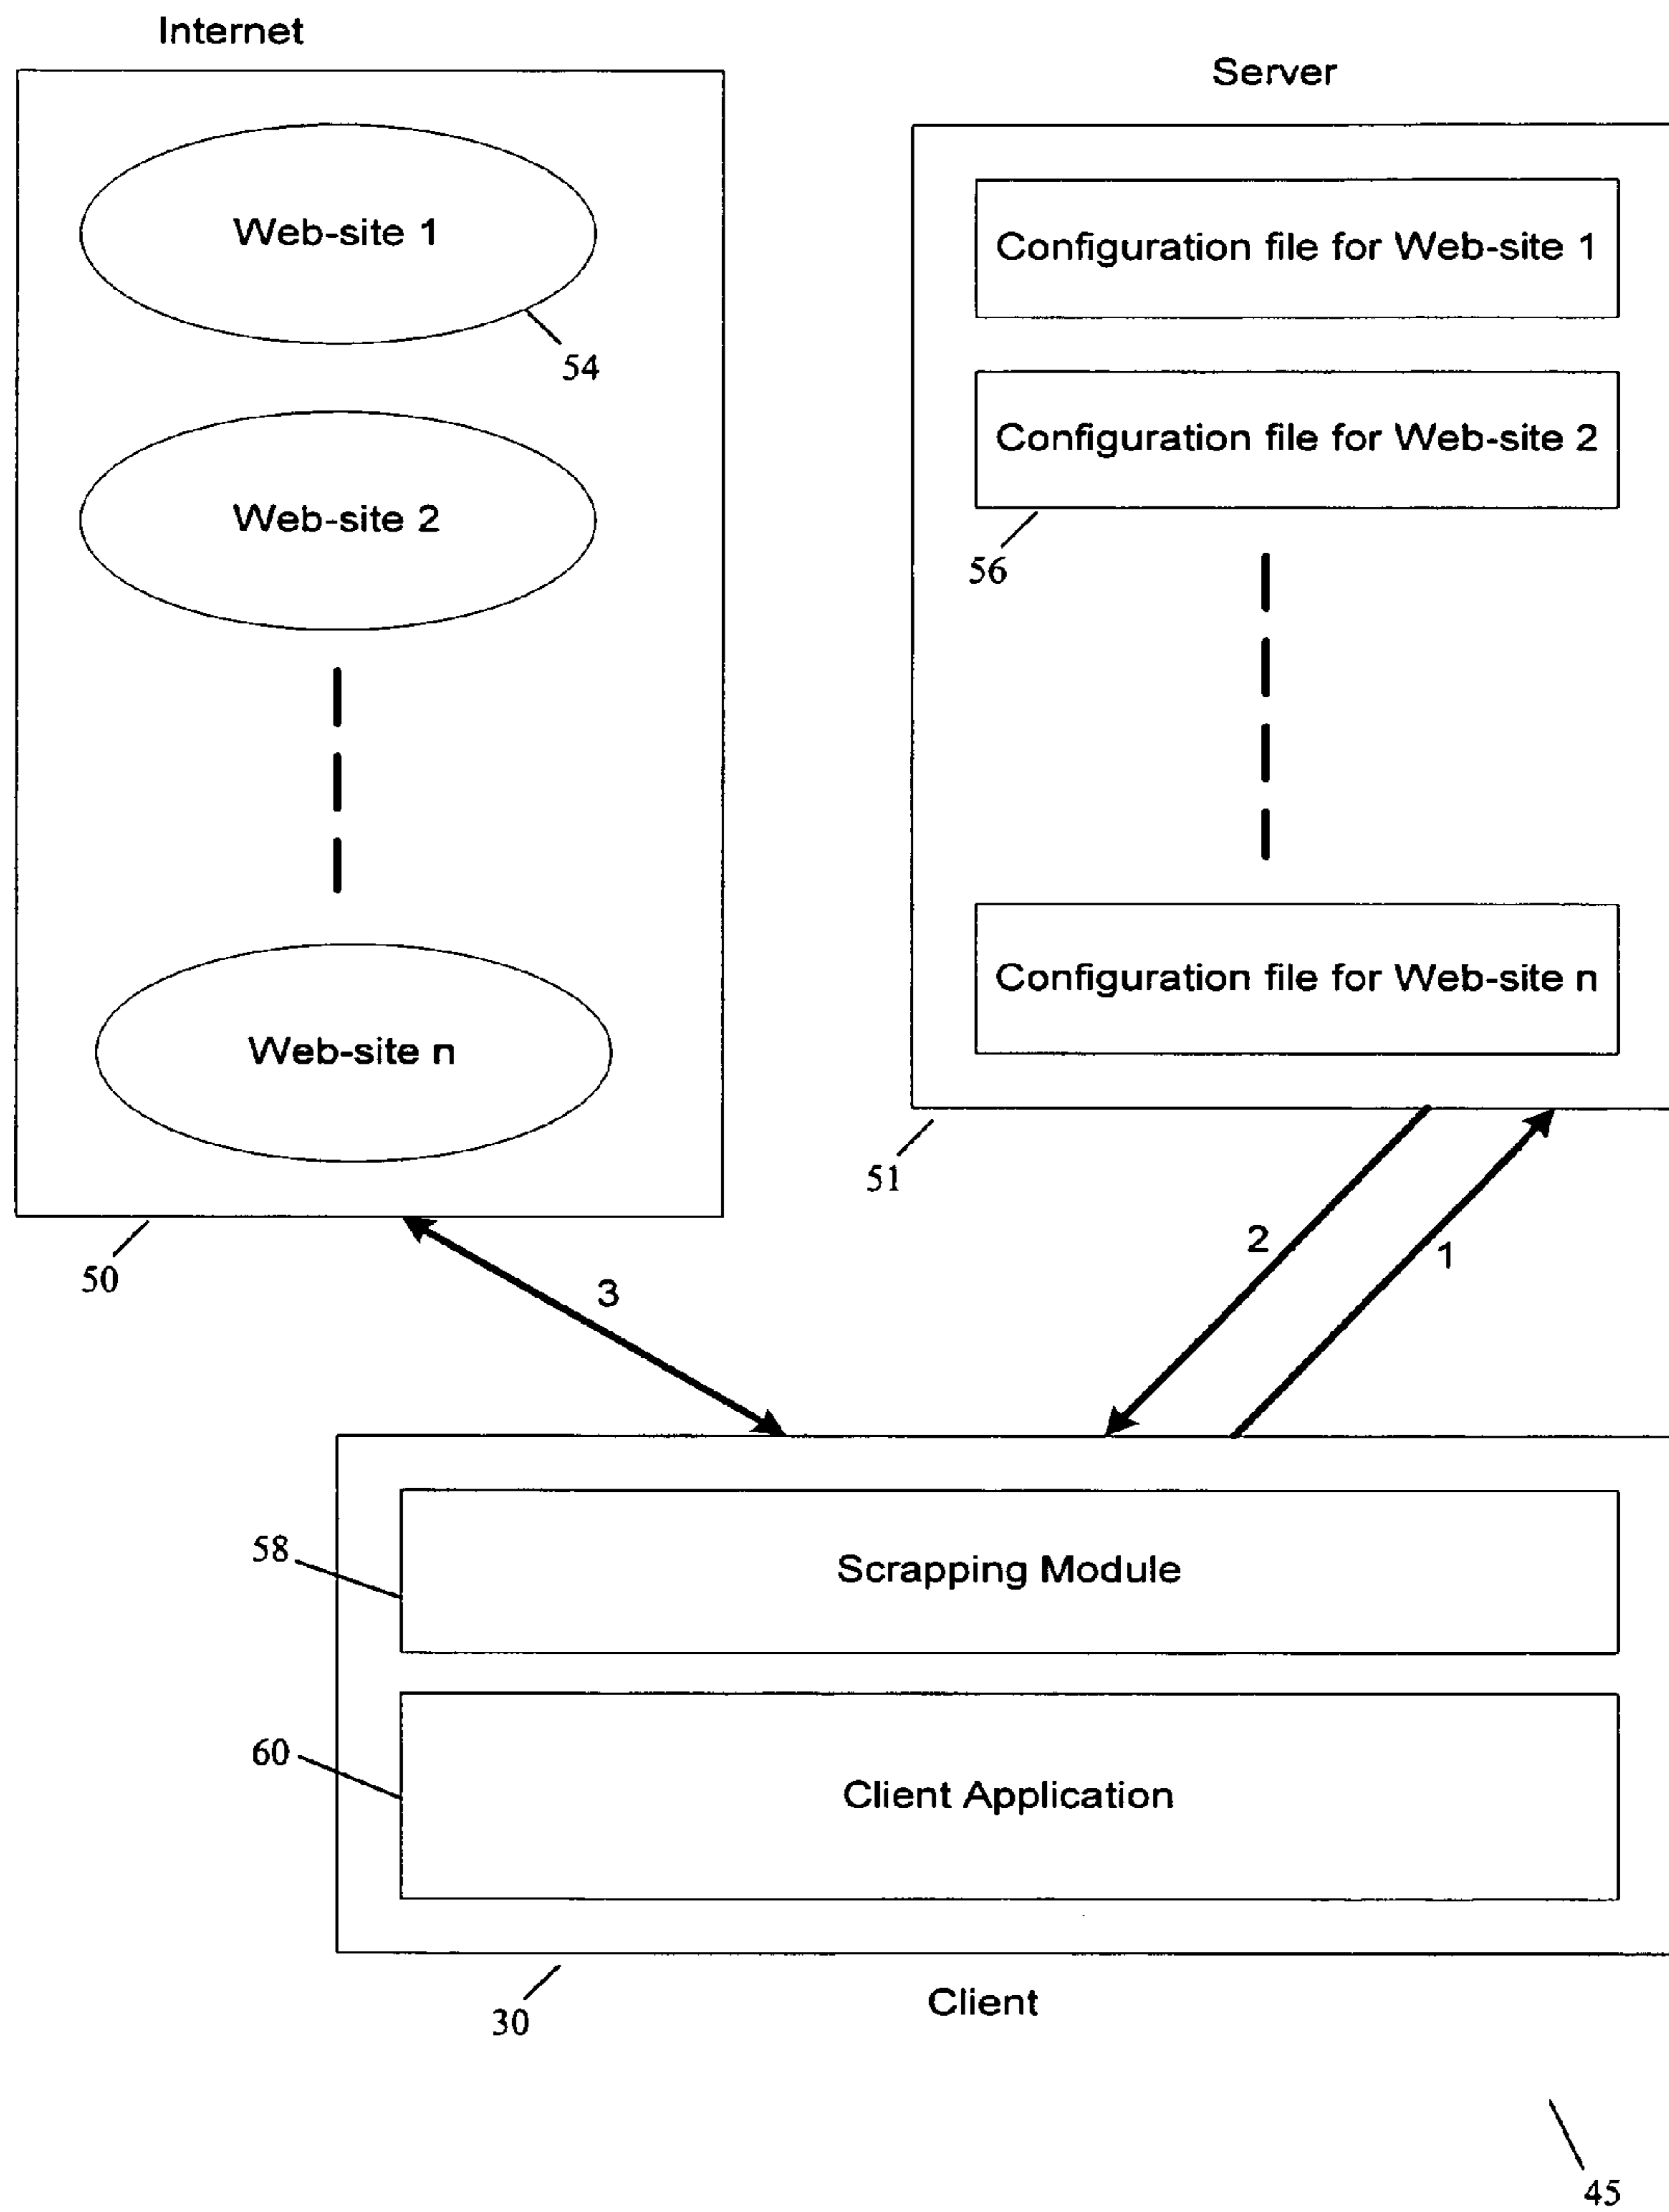 Internet
Server
Web-site 1
Configuration file for Web-site 1
54
Configuration file for Web-site 2
Web-site 2
56
Configuration file for Web-site n
Web-site n
51
50
2
1
3
58
Scrapping Module
60
Client Application
Client
30
45